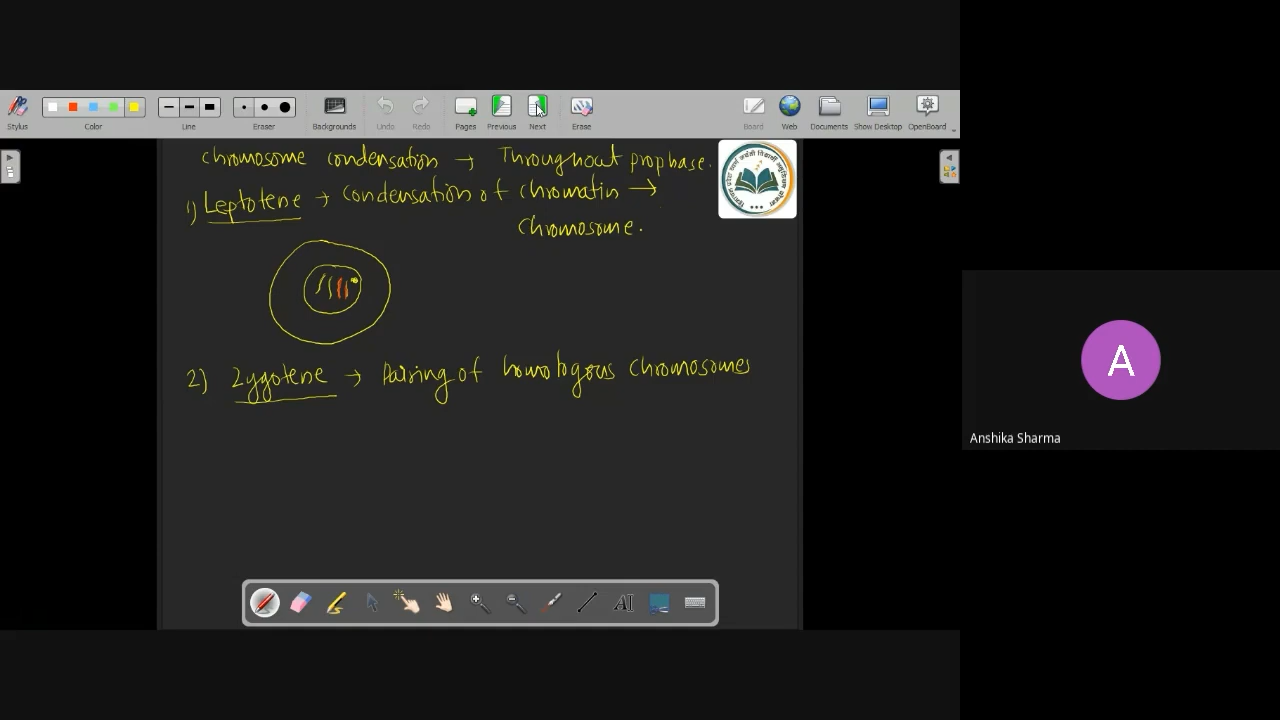 Stylus Color Line Eraser Backgrounds Undo Redo Pages Previous Next Erase Board Web Documents Show Desktop OpenBoard
chromosome condensation → Throughout prophase.
1) Leptotene → condensation of chromatin →
chromosome.
2) Zygotene → Pairing of homologous chromosomes
AI
A
Anshika Sharma